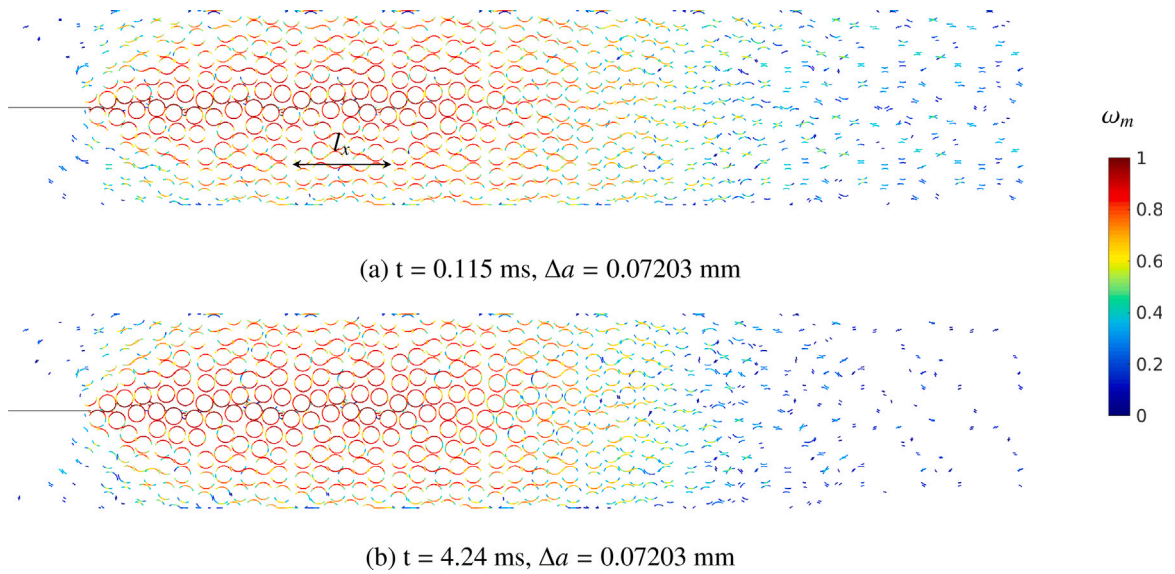 l_x
(a) t = 0.115 ms, Δa = 0.07203 mm
(b) t = 4.24 ms, Δa = 0.07203 mm
ω_m
1
0.8
0.6
0.4
0.2
0